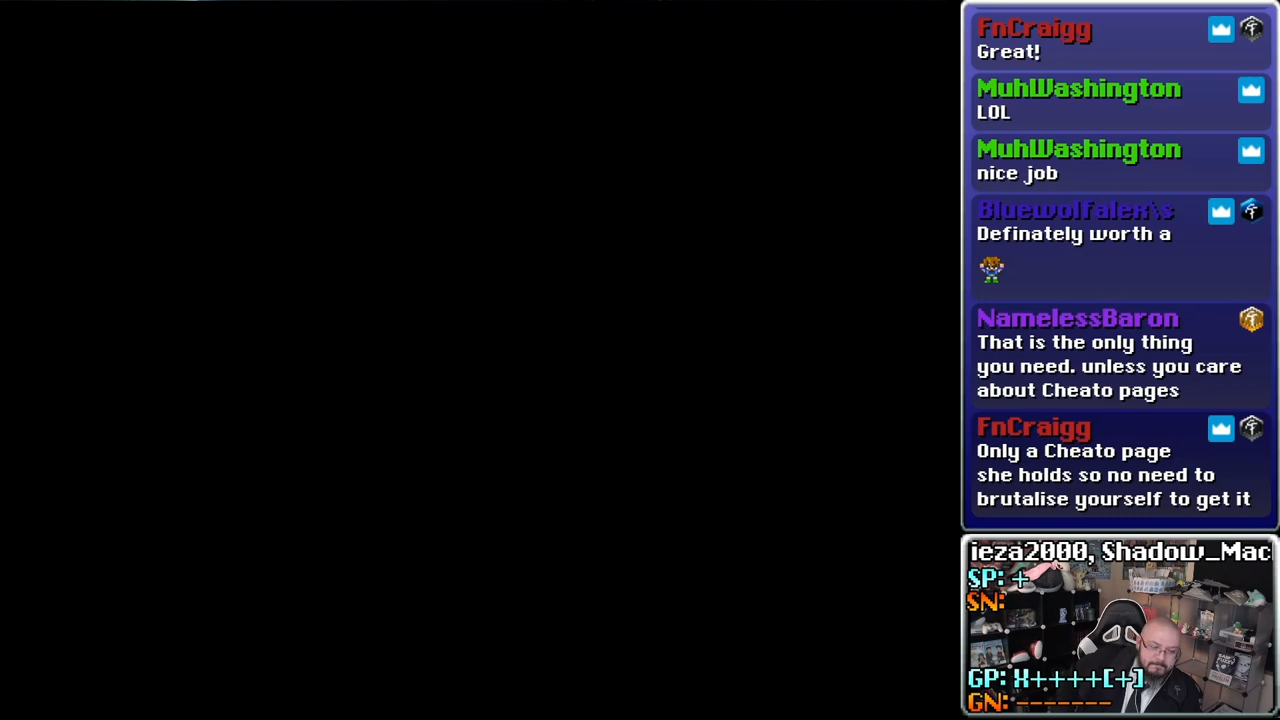 FnCraigg
Great!
MuhWashington
LOL
MuhWashington
nice job
Bluewolfalex\s
Definately worth a
NamelessBaron
That is the only thing
you need. unless you care
about Cheato pages
FnCraigg
Only a Cheato page
she holds so no need to
brutalise yourself to get it
ieza2000, Shadow_Mac
SP: +
SN:
GP: X++++[+]
GN: -------